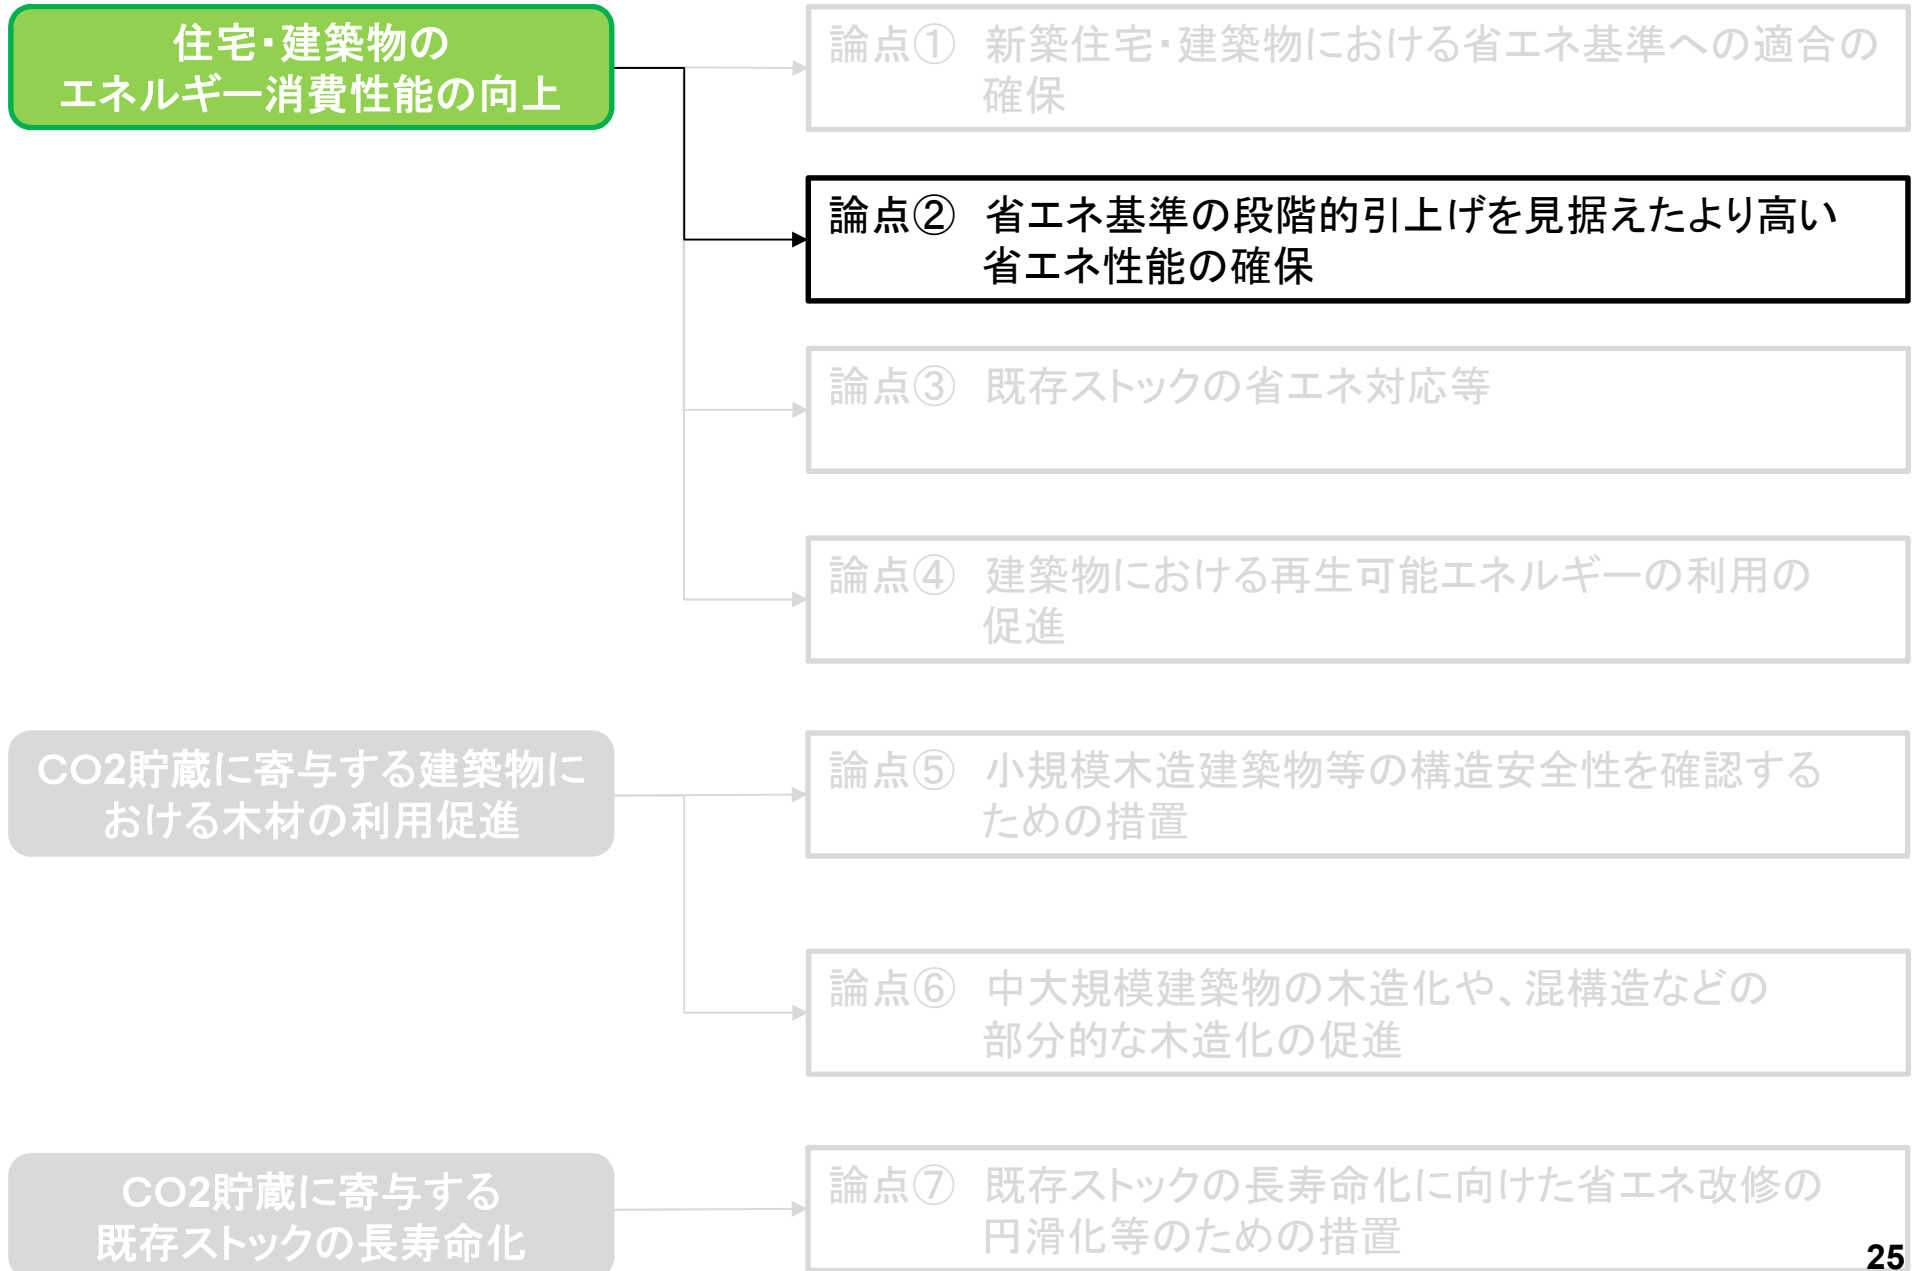 住宅・建築物の
エネルギー消費性能の向上
論点① 新築住宅・建築物における省エネ基準への適合の
確保
論点② 省エネ基準の段階的引上げを見据えたより高い
省エネ性能の確保
論点③ 既存ストックの省エネ対応等
論点④ 建築物における再生可能エネルギーの利用の
促進
CO2貯蔵に寄与する建築物に
おける木材の利用促進
論点⑤ 小規模木造建築物等の構造安全性を確認する
ための措置
論点⑥ 中大規模建築物の木造化や、混構造などの
部分的な木造化の促進
CO2貯蔵に寄与する
既存ストックの長寿命化
論点⑦ 既存ストックの長寿命化に向けた省エネ改修の
円滑化等のための措置
25